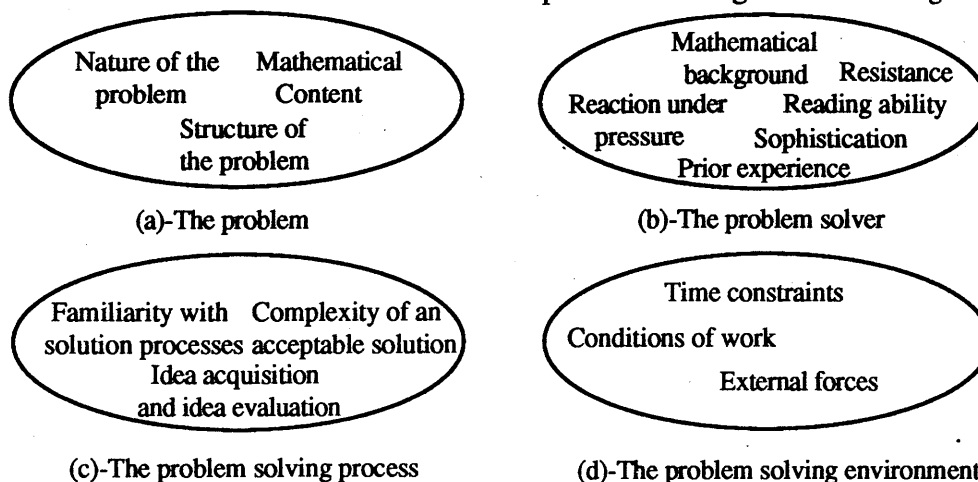 Nature of the problem
Mathematical Content
Structure of
the problem
(a)-The problem
Mathematical
background
Resistance
Reaction under pressure
Reading ability
Sophistication
Prior experience
(b)-The problem solver
Familiarity with solution processes
Complexity of an acceptable solution
Idea acquisition
and idea evaluation
(c)-The problem solving process
Time constraints
Conditions of work
External forces
(d)-The problem solving environment